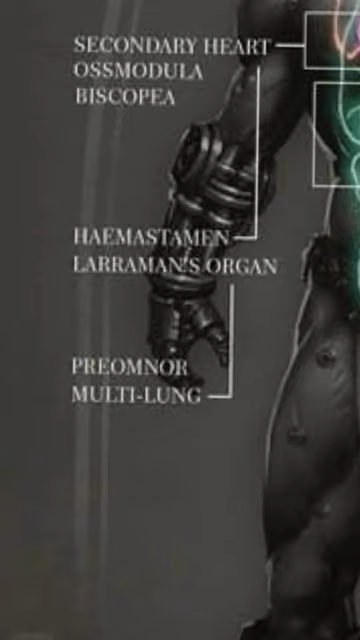 SECONDARY HEART
OSSMODULA
BISCOPEA
HAEMASTAMEN
LARRAMAN'S ORGAN
PREOMNOR
MULTI-LUNG